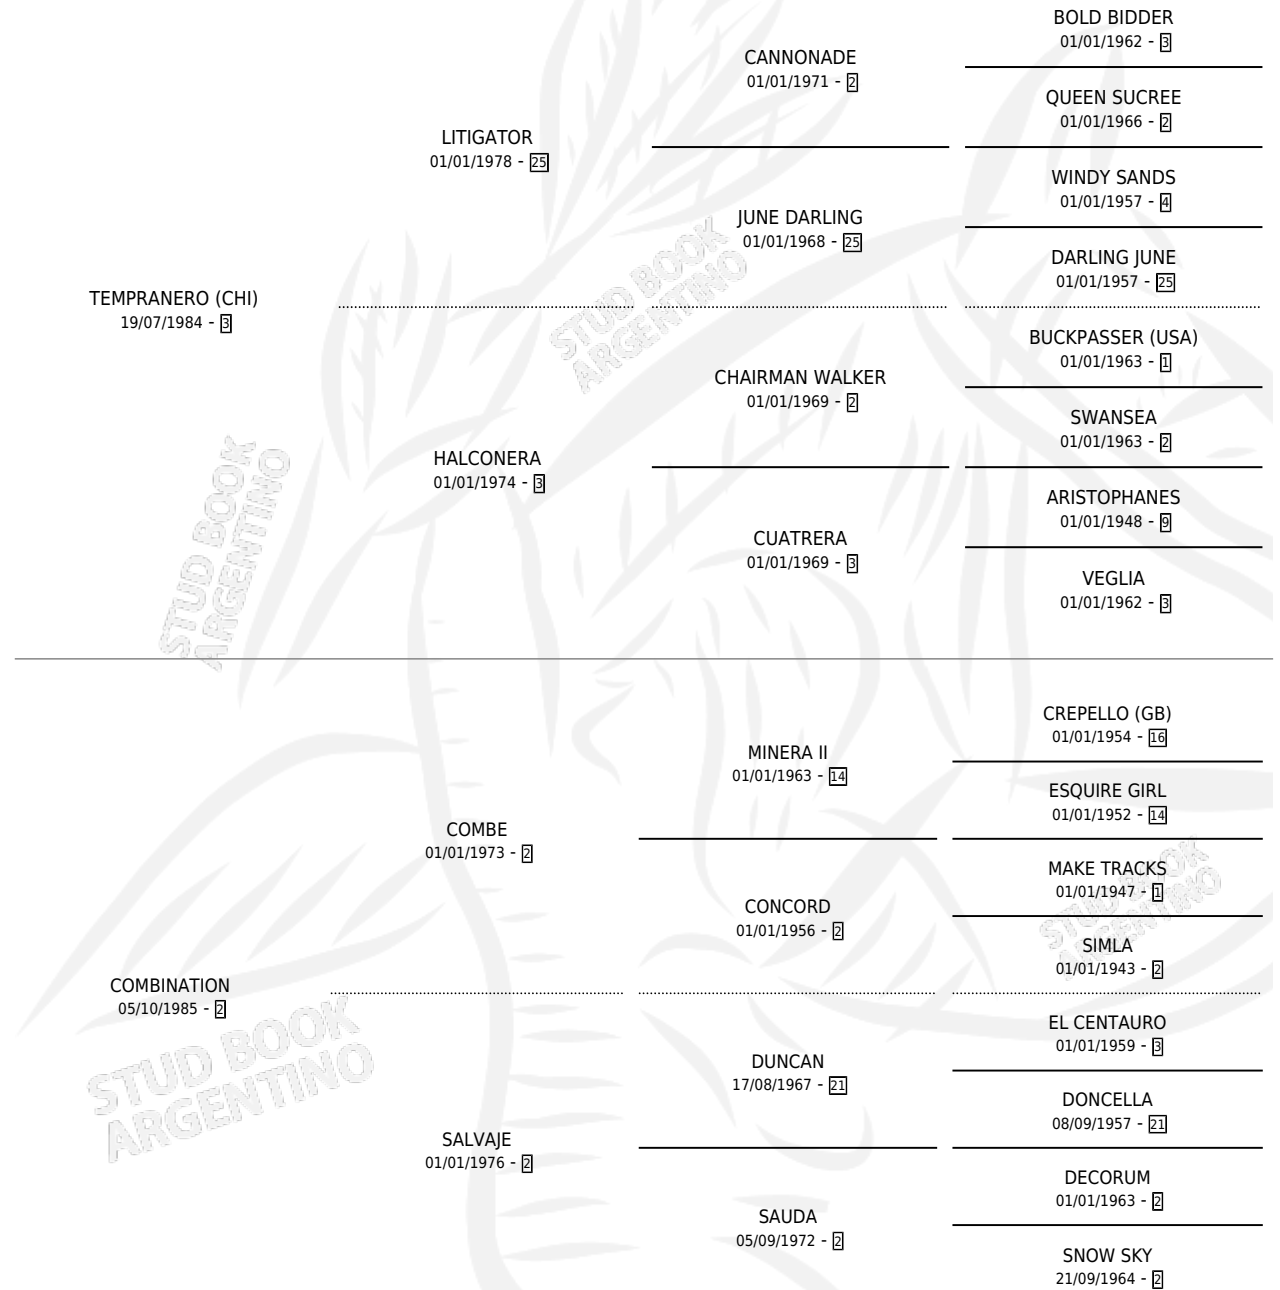 BOLD BIDDER
01/01/1962 - 3
CANNONADE
01/01/1971 - 2
QUEEN SUCREE
01/01/1966 - 2
LITIGATOR
01/01/1978 - 25
WINDY SANDS
01/01/1957 - 4
JUNE DARLING
01/01/1968 - 25
DARLING JUNE
01/01/1957 - 25
TEMPRANERO (CHI)
19/07/1984 - 3
STUD BOOK
ARGENTINO
BUCKPASSER (USA)
01/01/1963 - 1
CHAIRMAN WALKER
01/01/1969 - 2
SWANSEA
01/01/1963 - 2
HALCONERA
01/01/1974 - 3
ARISTOPHANES
01/01/1948 - 9
CUATRERA
01/01/1969 - 3
VEGLIA
01/01/1962 - 3
STUD BOOK
ARGENTINO
CREPELLO (GB)
01/01/1954 - 16
MINERA II
01/01/1963 - 14
ESQUIRE GIRL
01/01/1952 - 14
COMBE
01/01/1973 - 2
MAKE TRACKS
01/01/1947 - 1
CONCORD
01/01/1956 - 2
STUD BOOK
ARGENTINO
SIMLA
01/01/1943 - 2
COMBINATION
05/10/1985 - 2
STUD BOOK
ARGENTINO
EL CENTAURO
01/01/1959 - 3
DUNCAN
17/08/1967 - 21
DONCELLA
08/09/1957 - 21
SALVAJE
01/01/1976 - 2
DECORUM
01/01/1963 - 2
SAUDA
05/09/1972 - 2
SNOW SKY
21/09/1964 - 2